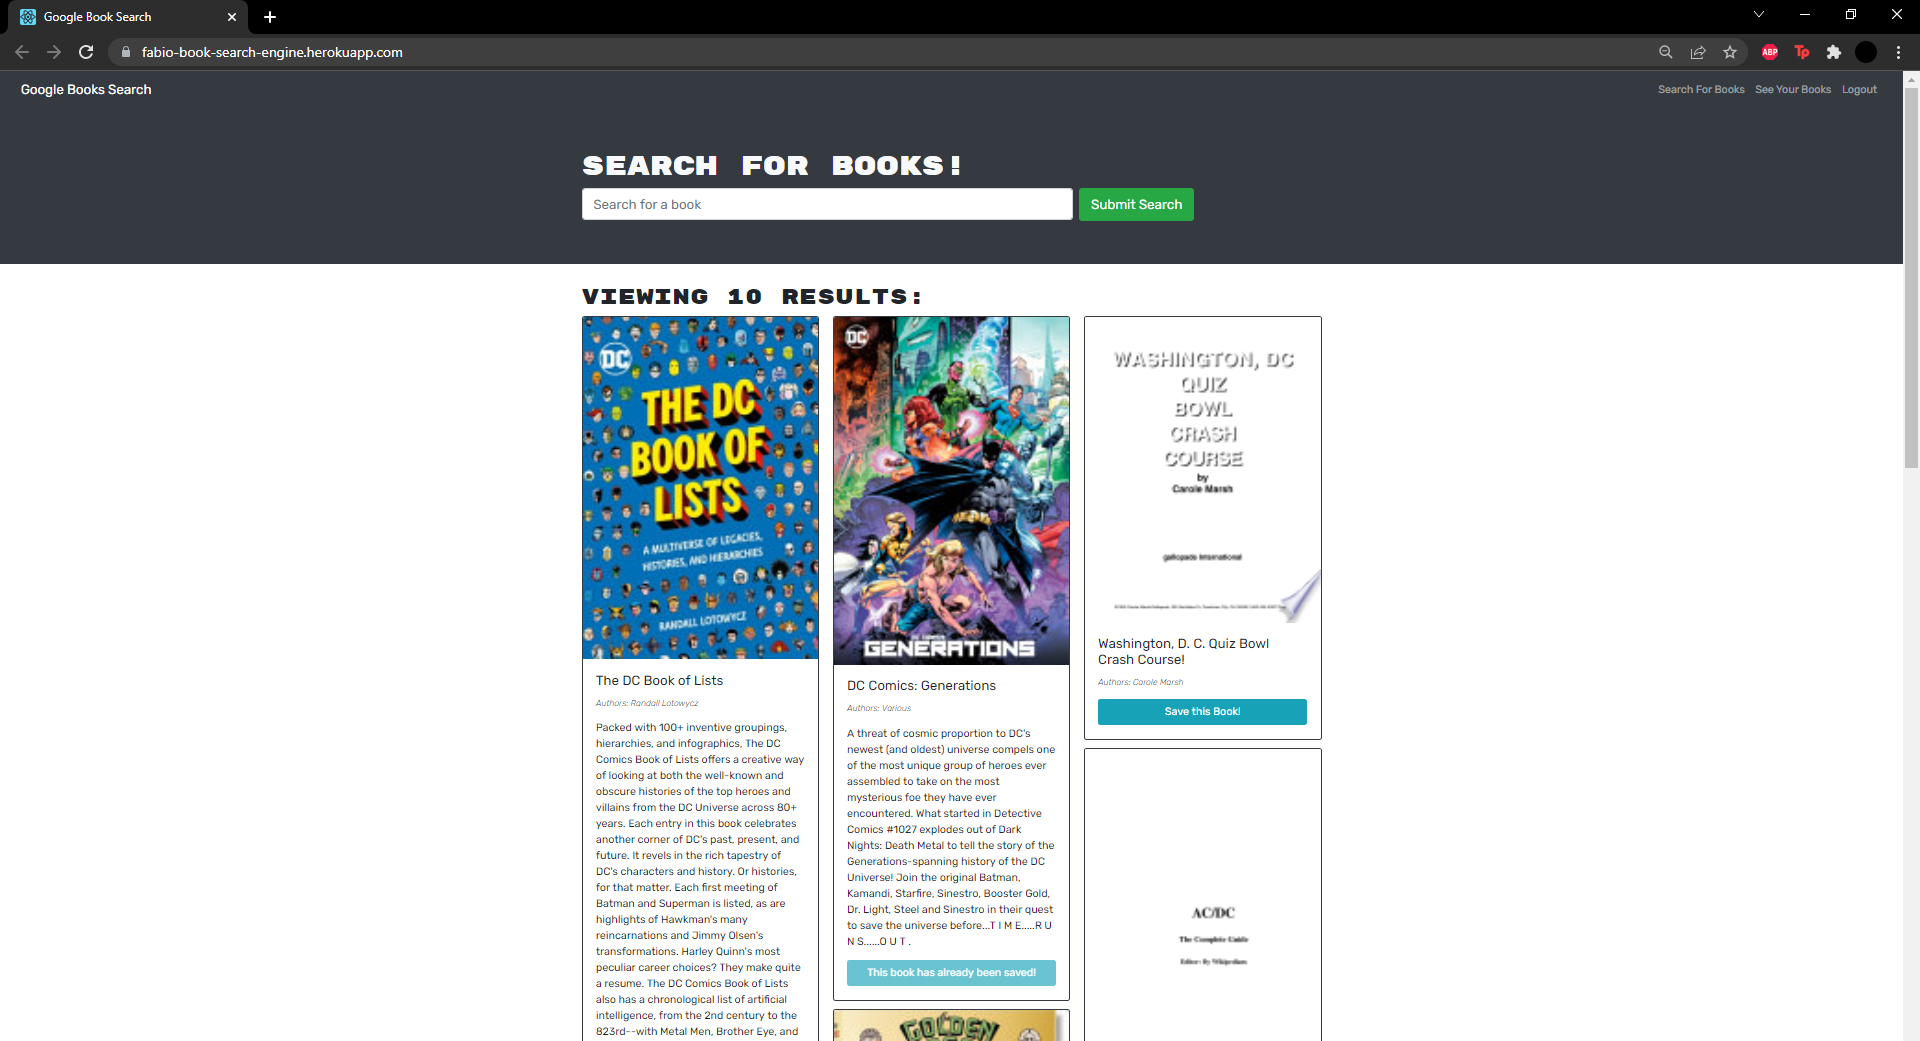 Google Book Search
fabio-book-search-engine.herokuapp.com
ABP
Tp
Google Books Search
Search For Books
See Your Books
Logout
SEARCH FOR BOOKS!
Search for a book
Submit Search
VIEWING 10 RESULTS:
DC
THE DC
BOOK OF
LISTS
A MULTIVERSE OF LEGACIES,
HISTORIES, AND HIERARCHIES
RANDALL LOTOWYCZ
The DC Book of Lists
Authors: Randall Lotowycz
Packed with 100+ inventive groupings,
hierarchies, and infographics, The DC
Comics Book of Lists offers a creative way
of looking at both the well-known and
obscure histories of the top heroes and
villains from the DC Universe across 80+
years. Each entry in this book celebrates
another corner of DC's past, present, and
future. It revels in the rich tapestry of
DC's characters and history. Or histories,
for that matter. Each first meeting of
Batman and Superman is listed, as are
highlights of Hawkman's many
reincarnations and Jimmy Olsen's
transformations. Harley Quinn's most
peculiar career choices? They make quite
a resume. The DC Comics Book of Lists
also has a chronological list of artificial
intelligence, from the 2nd century to the
823rd--with Metal Men, Brother Eye, and
DC
DC COMICS
GENERATIONS
DC Comics: Generations
Authors: Various
A threat of cosmic proportion to DC's
newest (and oldest) universe compels one
of the most unique group of heroes ever
assembled to take on the most
mysterious foe they have ever
encountered. What started in Detective
Comics #1027 explodes out of Dark
Nights: Death Metal to tell the story of the
Generations-spanning history of the DC
Universe! Join the original Batman,
Kamandi, Starfire, Sinestro, Booster Gold,
Dr. Light, Steel and Sinestro in their quest
to save the universe before...T I M E.....R U
N S......O U T .
This book has already been saved!
GOLDEN
WASHINGTON, DC
QUIZ
BOWL
CRASH
COURSE
by
Carole Marsh
gallopade International
Washington, D. C. Quiz Bowl
Crash Course!
Authors: Carole Marsh
Save this Book!
AC/DC
The Complete Guide
Editor: By Wikipedians